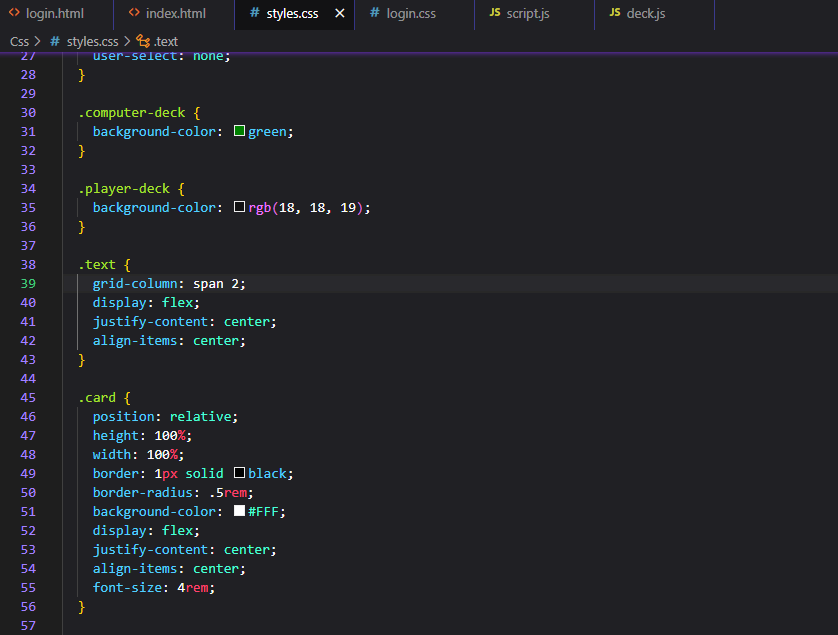 login.html index.html styles.css login.css JS script.js JS deck.js
Css > # styles.css > .text
27 user-select: none;
28 }
29
30 .computer-deck {
31 background-color: green;
32 }
33
34 .player-deck {
35 background-color: rgb(18, 18, 19);
36 }
37
38 .text {
39 grid-column: span 2;
40 display: flex;
41 justify-content: center;
42 align-items: center;
43 }
44
45 .card {
46 position: relative;
47 height: 100%;
48 width: 100%;
49 border: 1px solid black;
50 border-radius: .5rem;
51 background-color: #FFF;
52 display: flex;
53 justify-content: center;
54 align-items: center;
55 font-size: 4rem;
56 }
57